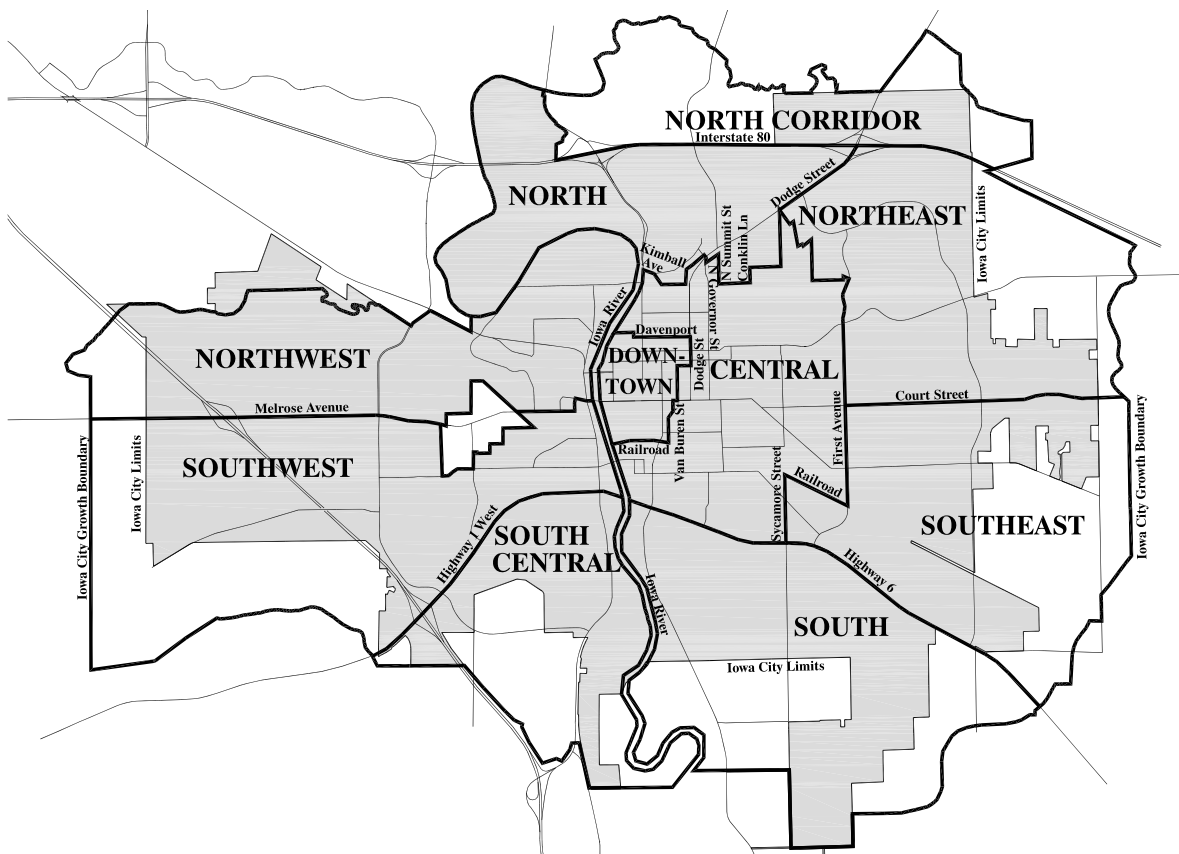 NORTH CORRIDOR
Interstate 80
Dodge Street
NORTH
NORTHEAST
Iowa City Limits
N Summit St
Conklin Ln
Kimball
Ave
N Governor St
Iowa River
Davenport
DOWN-
TOWN
Dodge St
CENTRAL
NORTHWEST
Melrose Avenue
Court Street
Van Buren St
First Avenue
Railroad
Iowa City Growth Boundary
Iowa City Limits
SOUTHWEST
Sycamore Street
Railroad
Iowa City Growth Boundary
SOUTHEAST
Highway 1 West
SOUTH
CENTRAL
Highway 6
Iowa River
SOUTH
Iowa City Limits